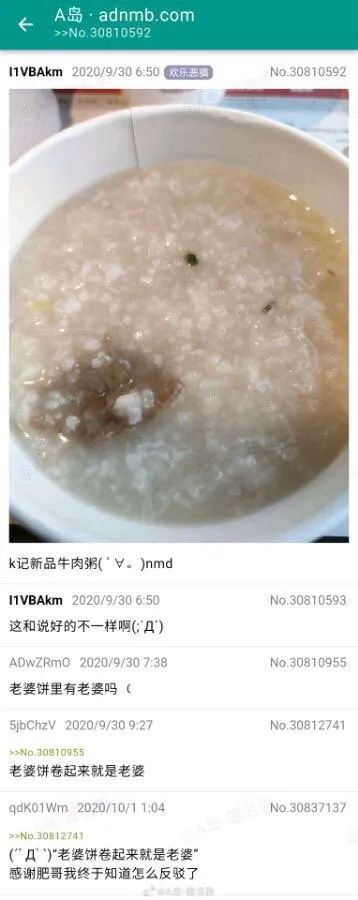 A岛 · adnmb.com
>>No.30810592
I1VBAkm 2020/9/30 6:50 欢乐恶搞 No.30810592
k记新品牛肉粥( ﾟ∀。)nmd
I1VBAkm 2020/9/30 6:50 No.30810593
这和说好的不一样啊(;´Д`)
ADwZRmO 2020/9/30 7:38 No.30810955
老婆饼里有老婆吗（
5jbChzV 2020/9/30 9:27 No.30812741
>>No.30810955
老婆饼卷起来就是老婆
qdK01Wm 2020/10/1 1:04 No.30837137
>>No.30812741
(ﾟДﾟ`)“老婆饼卷起来就是老婆”
感谢肥哥我终于知道怎么反驳了